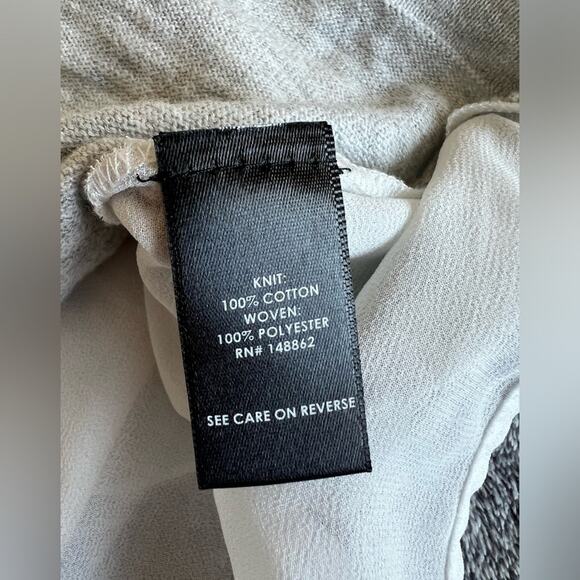 KNIT:
100% COTTON
WOVEN:
100% POLYESTER
RN# 148862
SEE CARE ON REVERSE